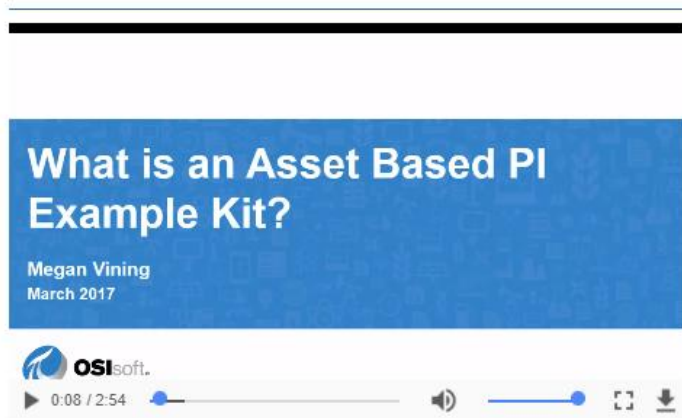 What is an Asset Based PI
Example Kit?
Megan Vining
March 2017
OSIsoft.
0:08 / 2:54